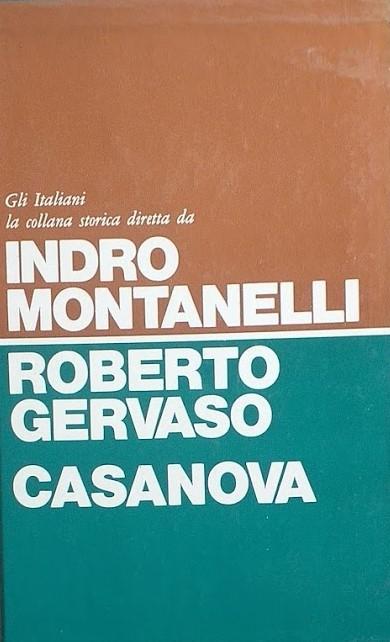 Gli Italiani
la collana storica diretta da
INDRO
MONTANELLI
ROBERTO
GERVASO
CASANOVA